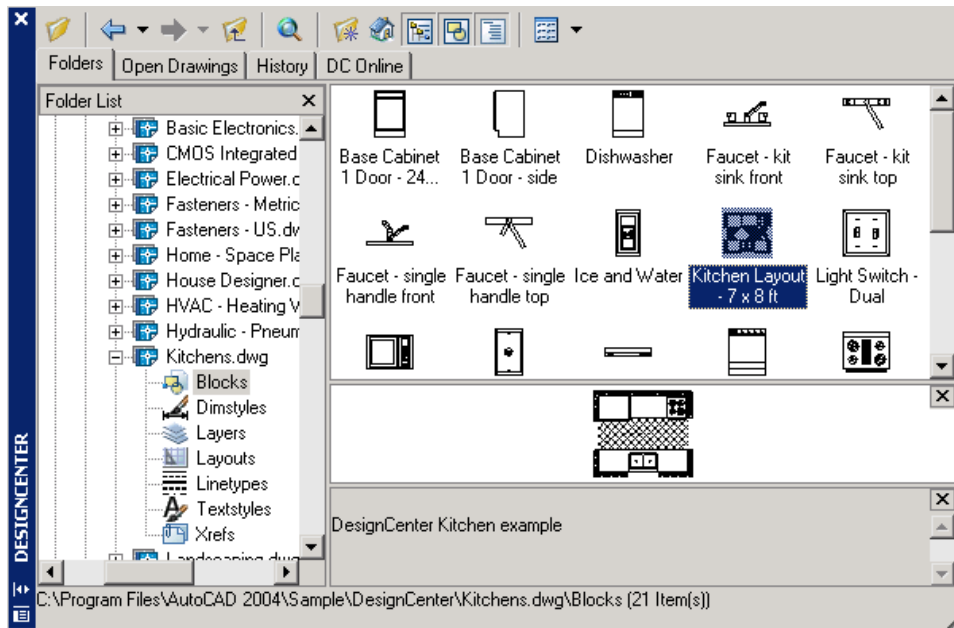 Folders
Open Drawings
History
DC Online
Folder List
Basic Electronics.
CMOS Integrated
Electrical Power.d
Fasteners - Metric
Fasteners - US.dw
Home - Space Pla
House Designer.d
HVAC - Heating V
Hydraulic - Pneum
Kitchens.dwg
Blocks
Dimstyles
Layers
Layouts
Linetypes
Textstyles
Xrefs
Landscaping.dwg
Base Cabinet
1 Door - 24...
Base Cabinet
1 Door - side
Dishwasher
Faucet - kit
sink front
Faucet - kit
sink top
Faucet - single
handle front
Faucet - single
handle top
Ice and Water
Kitchen Layout
- 7 x 8 ft
Light Switch -
Dual
DesignCenter Kitchen example
DESIGNCENTER
C:\Program Files\AutoCAD 2004\Sample\DesignCenter\Kitchens.dwg\Blocks (21 Item(s))